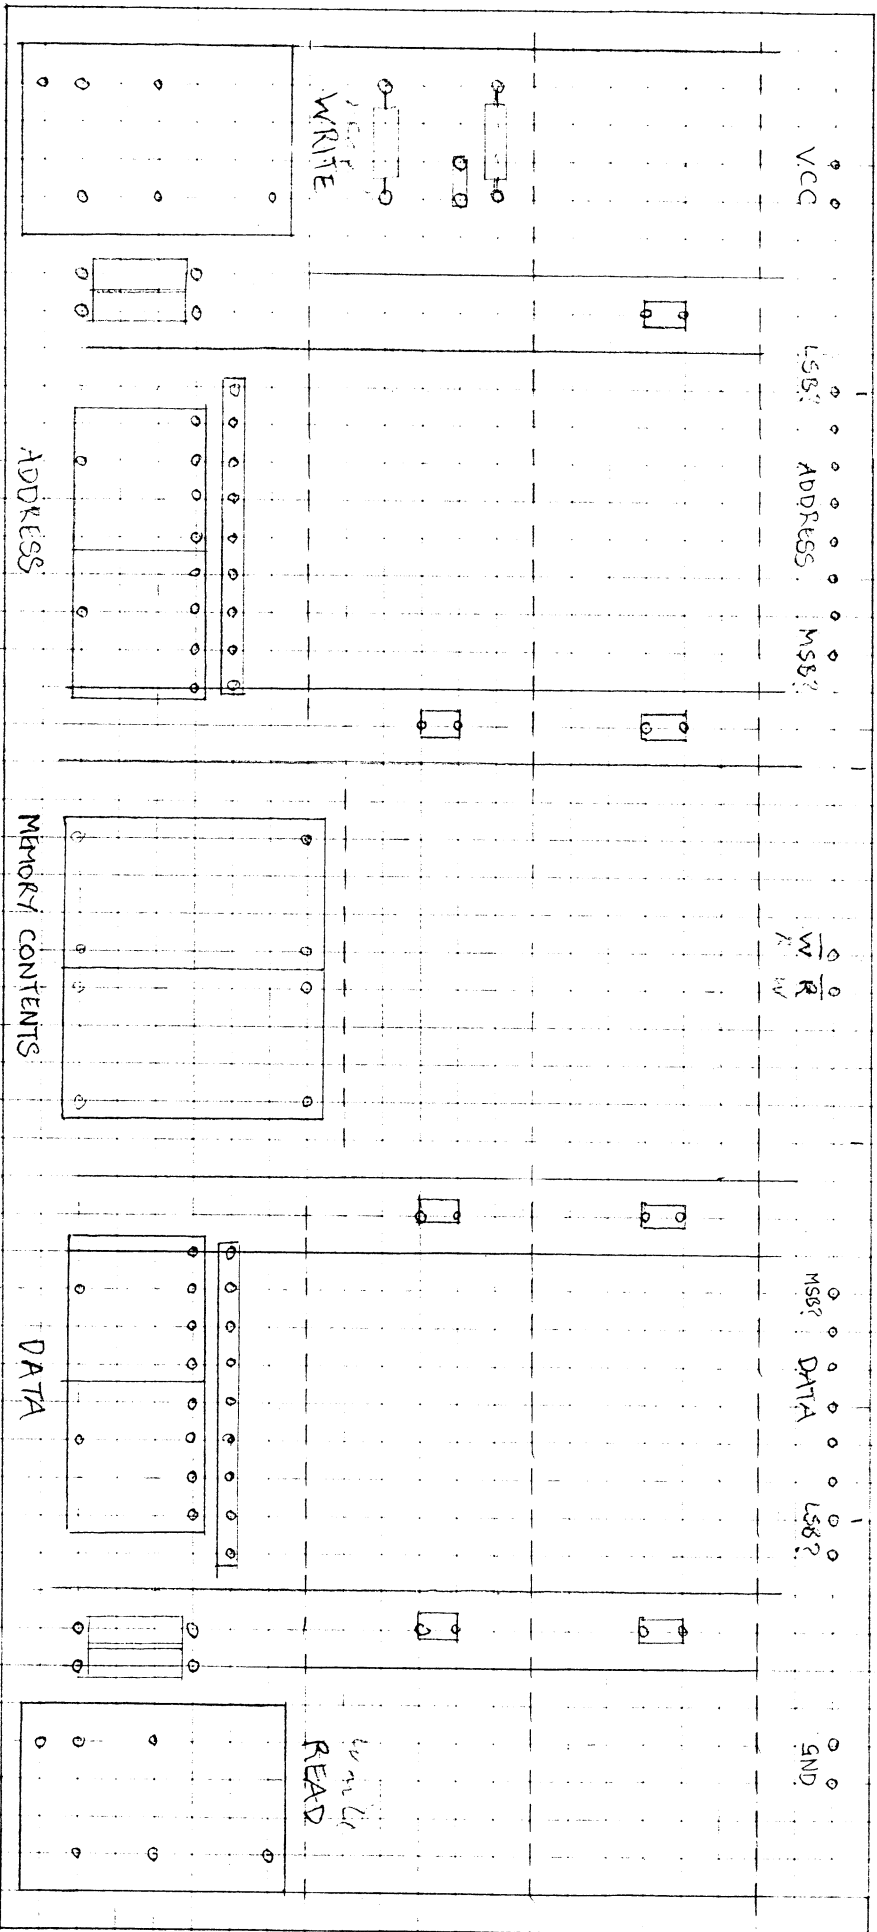 VCC
LSB? ADDRESS MSB?
W R
W
MSB? DATA LSB?
GND
WRITE
READ
ADDRESS
MEMORY CONTENTS
DATA